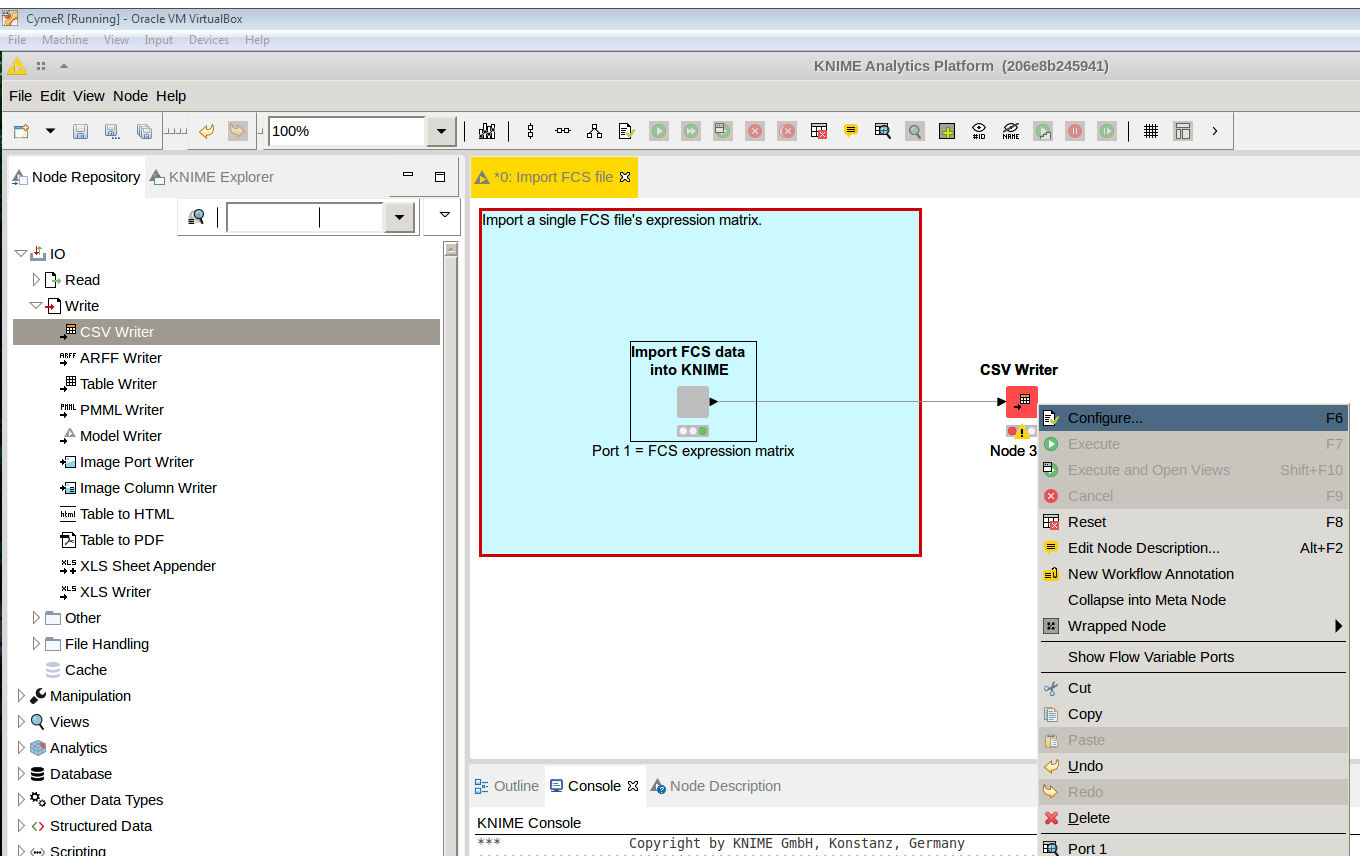 CymeR [Running] - Oracle VM VirtualBox
File Machine View Input Devices Help
KNIME Analytics Platform (206e8b245941)
File Edit View Node Help
100%
#ID
NAME
Node Repository
KNIME Explorer
*0: Import FCS file
IO
Read
Write
CSV Writer
ARFF ARFF Writer
Table Writer
PMML PMML Writer
Model Writer
Image Port Writer
Image Column Writer
html Table to HTML
Table to PDF
XLS XLS Sheet Appender
XLS XLS Writer
Other
File Handling
Cache
Manipulation
Views
Analytics
Database
Other Data Types
Structured Data
Scripting
Import a single FCS file's expression matrix.
Import FCS data
into KNIME
Port 1 = FCS expression matrix
CSV Writer
Node 3
Configure... F6
Execute F7
Execute and Open Views Shift+F10
Cancel F9
Reset F8
Edit Node Description... Alt+F2
New Workflow Annotation
Collapse into Meta Node
Wrapped Node
Show Flow Variable Ports
Cut
Copy
Paste
Undo
Redo
Delete
Port 1
Outline
Console
Node Description
KNIME Console
*** Copyright by KNIME GmbH, Konstanz, Germany